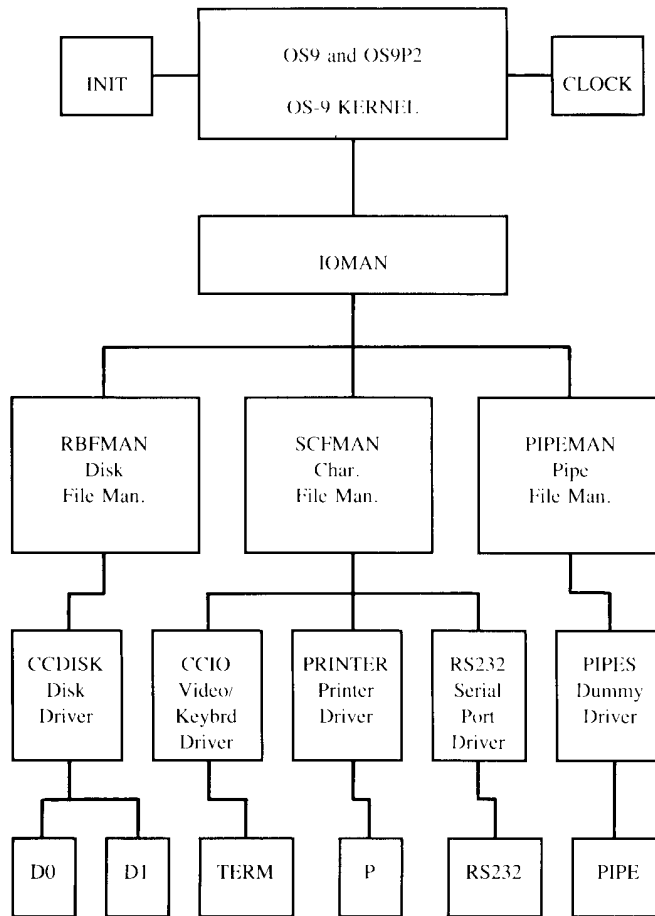 INIT
OS9 and OS9P2
OS-9 KERNEL
CLOCK
IOMAN
RBFMAN
Disk
File Man.
SCFMAN
Char.
File Man.
PIPEMAN
Pipe
File Man.
CCDISK
Disk
Driver
CCIO
Video/
Keybrd
Driver
PRINTER
Printer
Driver
RS232
Serial
Port
Driver
PIPES
Dummy
Driver
D0
D1
TERM
P
RS232
PIPE